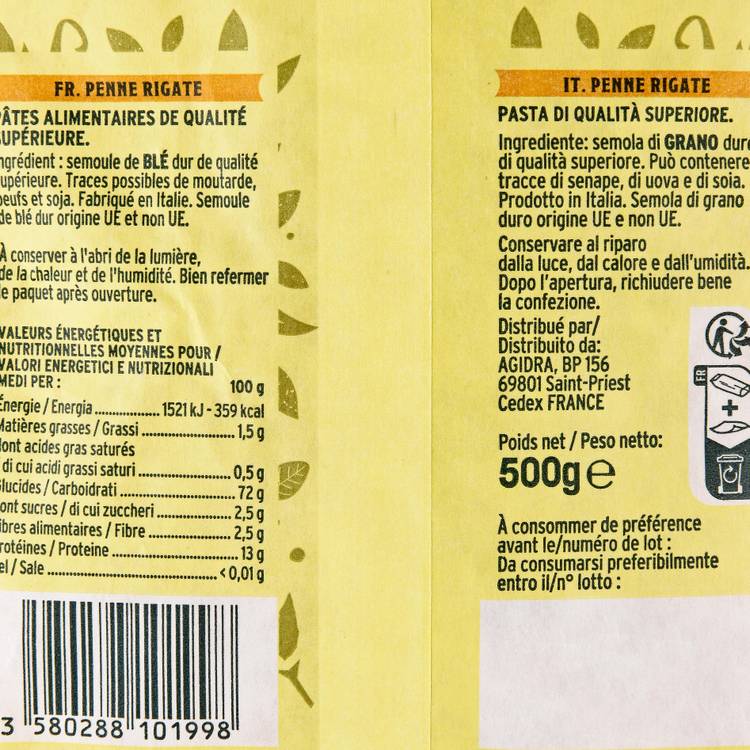 FR. PENNE RIGATE
PÂTES ALIMENTAIRES DE QUALITÉ
SUPÉRIEURE.
Ingrédient : semoule de BLÉ dur de qualité
supérieure. Traces possibles de moutarde,
oeufs et soja. Fabriqué en Italie. Semoule
de blé dur origine UE et non UE.
À conserver à l'abri de la lumière,
de la chaleur et de l'humidité. Bien refermer
le paquet après ouverture.
VALEURS ÉNERGÉTIQUES ET
NUTRITIONNELLES MOYENNES POUR /
VALORI ENERGETICI E NUTRIZIONALI
MEDI PER : 100 g
Énergie / Energia 1521 kJ - 359 kcal
Matières grasses / Grassi 1,5 g
dont acides gras saturés
/ di cui acidi grassi saturi 0,5 g
Glucides / Carboidrati 72 g
dont sucres / di cui zuccheri 2,5 g
Fibres alimentaires / Fibre 2,5 g
Protéines / Proteine 13 g
Sel / Sale < 0,01 g
3 580288 101998
IT. PENNE RIGATE
PASTA DI QUALITÀ SUPERIORE.
Ingrediente: semola di GRANO duro
di qualità superiore. Può contenere
tracce di senape, di uova e di soia.
Prodotto in Italia. Semola di grano
duro origine UE e non UE.
Conservare al riparo
dalla luce, dal calore e dall'umidità.
Dopo l'apertura, richiudere bene
la confezione.
Distribué par/
Distribuito da:
AGIDRA, BP 156
69801 Saint-Priest
Cedex FRANCE
FR
+
Poids net / Peso netto:
500g e
À consommer de préférence
avant le/numéro de lot :
Da consumarsi preferibilmente
entro il/n° lotto :